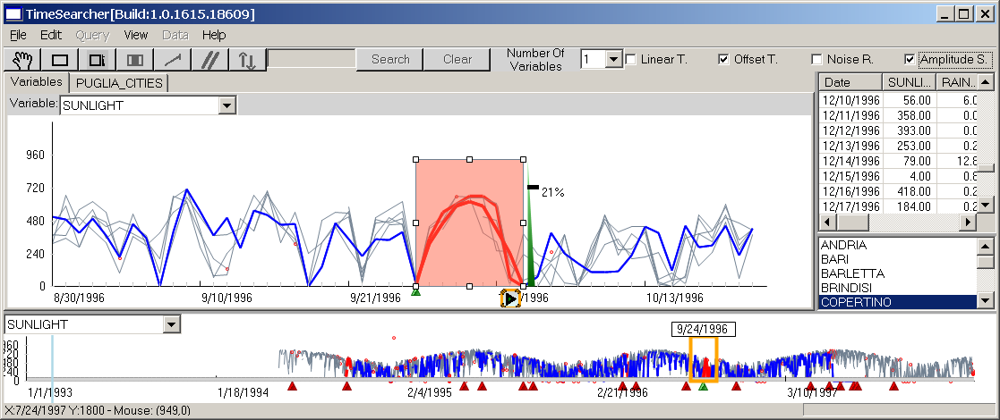 TimeSearcher[Build:1.0.1615.18609]
File Edit Query View Data Help
Search Clear Number Of Variables 1 Linear T. Offset T. Noise R. Amplitude S.
Variables PUGLIA_CITIES
Variable: SUNLIGHT
960
720
480
240
0
21%
8/30/1996 9/10/1996 9/21/1996 1996 10/13/1996
Date SUNLI... RAIN..
12/10/1996 56.00 6.0
12/11/1996 358.00 0.0
12/12/1996 393.00 0.0
12/13/1996 253.00 0.2
12/14/1996 79.00 12.8
12/15/1996 4.00 0.8
12/16/1996 418.00 0.2
12/17/1996 184.00 0.2
ANDRIA
BARI
BARLETTA
BRINDISI
COPERTINO
SUNLIGHT
9/24/1996
960
240
0
1/1/1993 1/18/1994 2/4/1995 2/21/1996 3/10/1997
X:7/24/1997 Y:1800 - Mouse: (949,0)